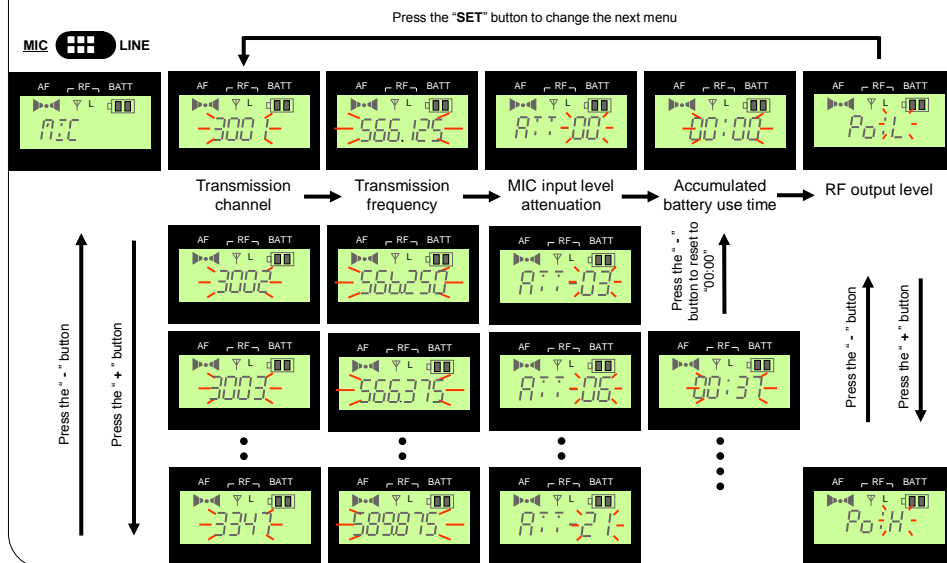 Press the “SET” button to change the next menu
MIC LINE
AF RF BATT AF RF BATT AF RF BATT AF RF BATT AF RF BATT AF RF BATT
L L L L L L
MIC 3001 566.125 ATT-00 00:00 Po:L
Transmission channel
Transmission frequency
MIC input level attenuation
Accumulated battery use time
RF output level
AF RF BATT AF RF BATT AF RF BATT
L L L
3002 566.250 ATT-03
Press the “ - ” button to reset to “00:00”
AF RF BATT AF RF BATT AF RF BATT AF RF BATT
L L L L
3003 566.375 ATT-06 00:37
Press the “ - ” button
Press the “ + ” button
Press the “ - ” button
Press the “ + ” button
AF RF BATT AF RF BATT AF RF BATT AF RF BATT
L L L L
3347 589.875 ATT-21 Po:H